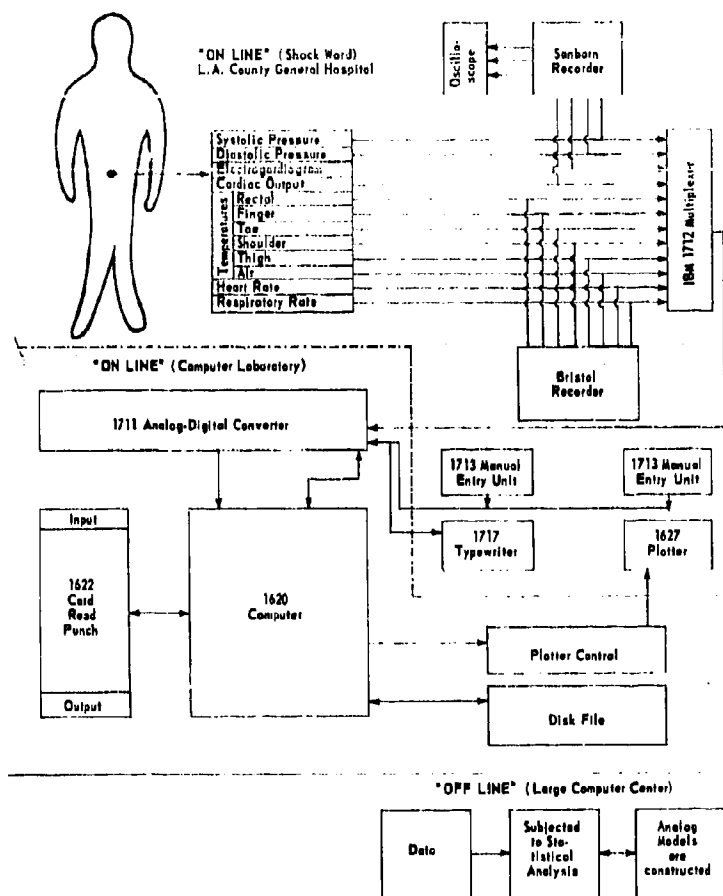 "ON LINE" (Shock Ward)
L.A. County General Hospital
Oscillo-
scope
Sanborn
Recorder
Systolic Pressure
Diastolic Pressure
Electrocardiogram
Cardiac Output
Temperatures
Rectal
Finger
Toe
Shoulder
Thigh
Air
Heart Rate
Respiratory Rate
IBM 1712 Multiplexer
Bristol
Recorder
"ON LINE" (Computer Laboratory)
1711 Analog-Digital Converter
1713 Manual
Entry Unit
1713 Manual
Entry Unit
1717
Typewriter
1627
Plotter
Input
1622
Card
Read
Punch
Output
1620
Computer
Plotter Control
Disk File
"OFF LINE" (Large Computer Center)
Data
Subjected
to Sta-
tistical
Analysis
Analog
Models
are
constructed